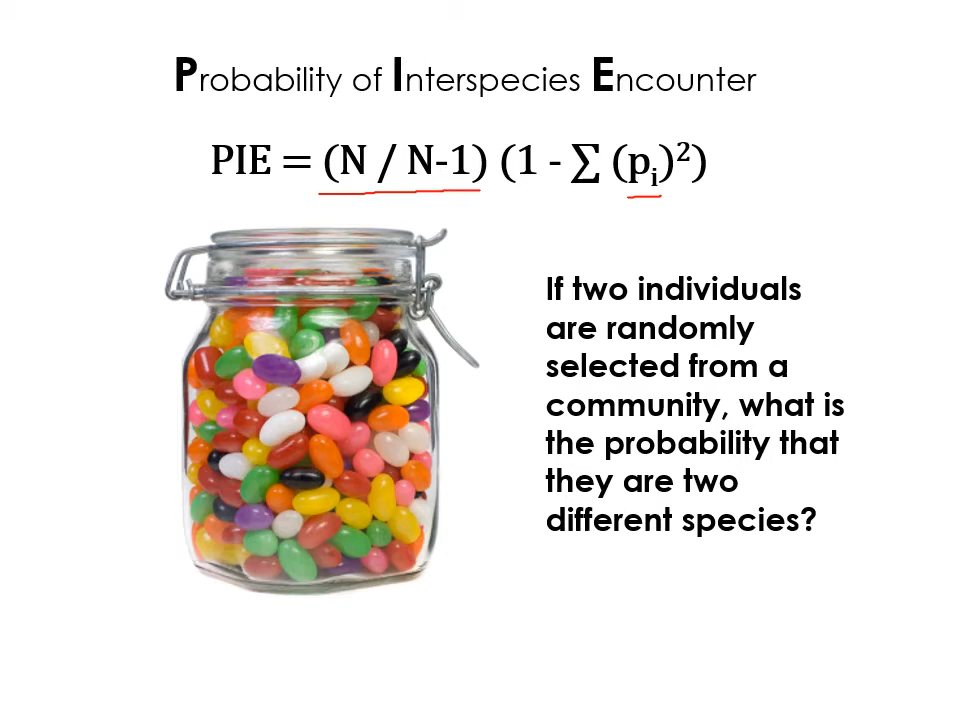 Probability of Interspecies Encounter
PIE = (N / N-1) (1 - ∑ (pᵢ)²)
If two individuals
are randomly
selected from a
community, what is
the probability that
they are two
different species?